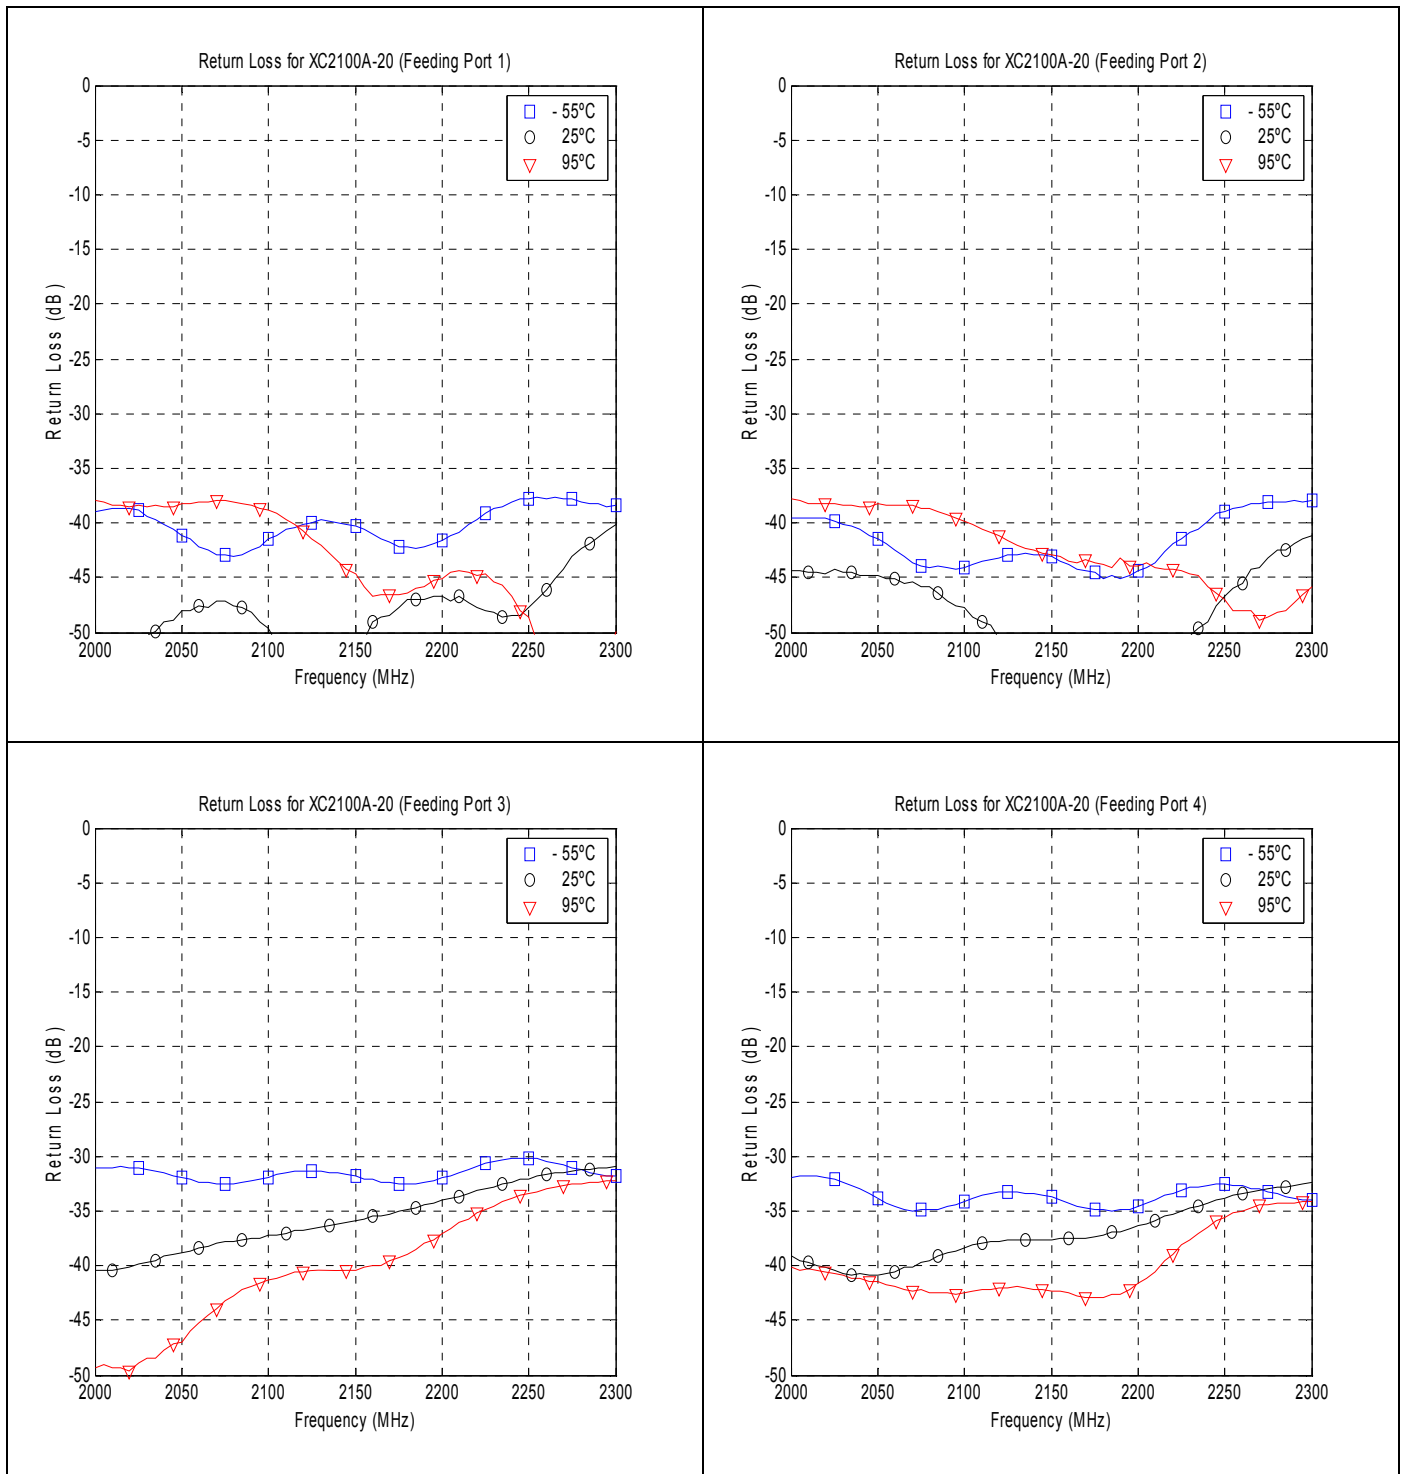 Return Loss for XC2100A-20 (Feeding Port 1)
0
-5
-10
-15
-20
-25
-30
-35
-40
-45
-50
Return Loss (dB)
- 55ºC
25ºC
95ºC
2000 2050 2100 2150 2200 2250 2300
Frequency (MHz)
Return Loss for XC2100A-20 (Feeding Port 2)
0
-5
-10
-15
-20
-25
-30
-35
-40
-45
-50
Return Loss (dB)
- 55ºC
25ºC
95ºC
2000 2050 2100 2150 2200 2250 2300
Frequency (MHz)
Return Loss for XC2100A-20 (Feeding Port 3)
0
-5
-10
-15
-20
-25
-30
-35
-40
-45
-50
Return Loss (dB)
- 55ºC
25ºC
95ºC
2000 2050 2100 2150 2200 2250 2300
Frequency (MHz)
Return Loss for XC2100A-20 (Feeding Port 4)
0
-5
-10
-15
-20
-25
-30
-35
-40
-45
-50
Return Loss (dB)
- 55ºC
25ºC
95ºC
2000 2050 2100 2150 2200 2250 2300
Frequency (MHz)